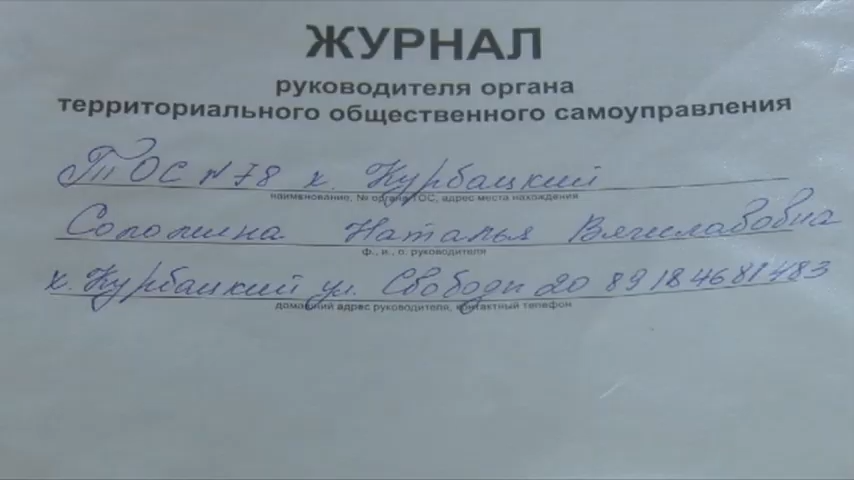 ЖУРНАЛ
руководителя органа
территориального общественного самоуправления
ТОС №78 х. Курбацкий
наименование, № органа ТОС, адрес места нахождения
Наталья Вячеславовна
ф., и., о. руководителя
х. Курбацкий ул. Свободы 20 89184681483
домашний адрес руководителя, контактный телефон